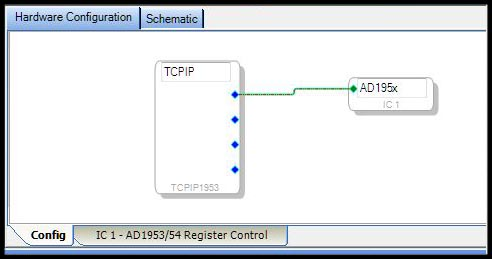 Hardware Configuration
Schematic
TCPIP
AD195x
IC 1
TCPIP1953
Config
IC 1 - AD1953/54 Register Control